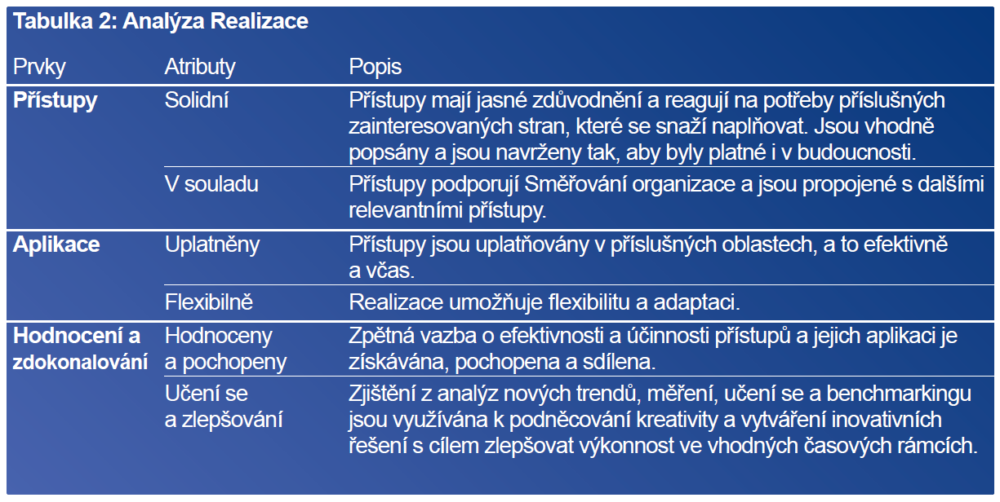 Tabulka 2: Analýza Realizace
Prvky Atributy Popis
Přístupy Solidní Přístupy mají jasné zdůvodnění a reagují na potřeby příslušných
zainteresovaných stran, které se snaží naplňovat. Jsou vhodně
popsány a jsou navrženy tak, aby byly platné i v budoucnosti.
V souladu Přístupy podporují Směřování organizace a jsou propojené s dalšími
relevantními přístupy.
Aplikace Uplatněny Přístupy jsou uplatňovány v příslušných oblastech, a to efektivně
a včas.
Flexibilně Realizace umožňuje flexibilitu a adaptaci.
Hodnocení a Hodnoceny Zpětná vazba o efektivnosti a účinnosti přístupů a jejich aplikaci je
zdokonalování a pochopeny získávána, pochopena a sdílena.
Učení se Zjištění z analýz nových trendů, měření, učení se a benchmarkingu
a zlepšování jsou využívána k podněcování kreativity a vytváření inovativních
řešení s cílem zlepšovat výkonnost ve vhodných časových rámcích.